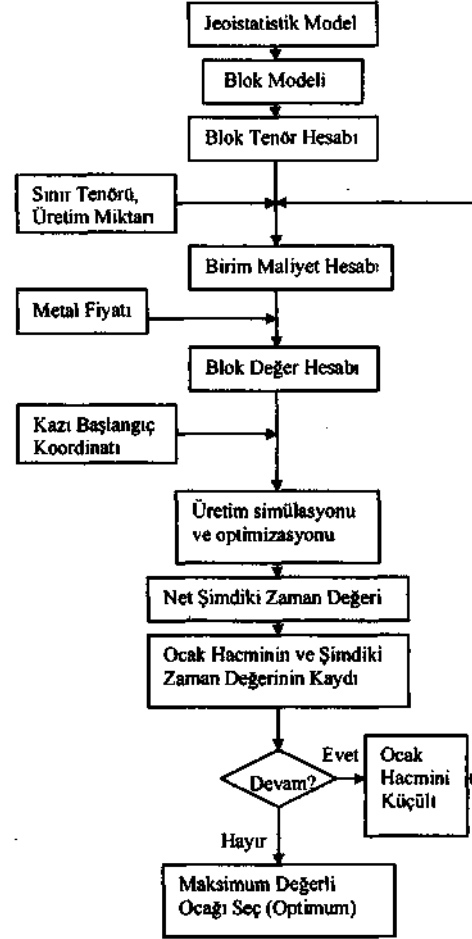 Jeoistatistik Model
Blok Modeli
Blok Tenör Hesabı
Sınır Tenörü,
Üretim Miktarı
Birim Maliyet Hesabı
Metal Fiyatı
Blok Değer Hesabı
Kazı Başlangıç
Koordinatı
Üretim simülasyonu
ve optimizasyonu
Net Şimdiki Zaman Değeri
Ocak Hacminin ve Şimdiki
Zaman Değerinin Kaydı
Devam?
Evet
Ocak
Hacmini
Küçült
Hayır
Maksimum Değerli
Ocağı Seç (Optimum)